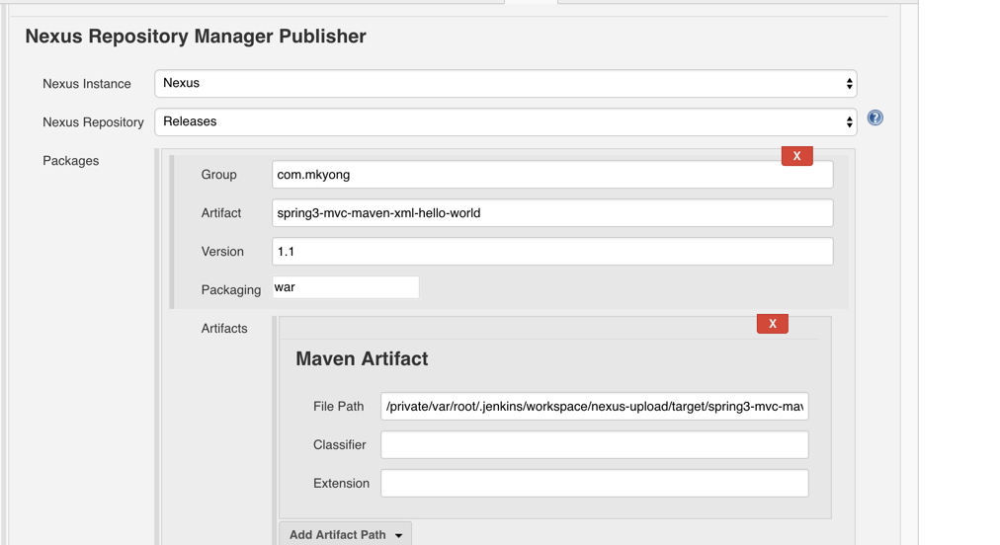 Nexus Repository Manager Publisher
Nexus Instance Nexus
Nexus Repository Releases
Packages
X
Group com.mkyong
Artifact spring3-mvc-maven-xml-hello-world
Version 1.1
Packaging war
Artifacts
X
Maven Artifact
File Path /private/var/root/.jenkins/workspace/nexus-upload/target/spring3-mvc-mav
Classifier
Extension
Add Artifact Path